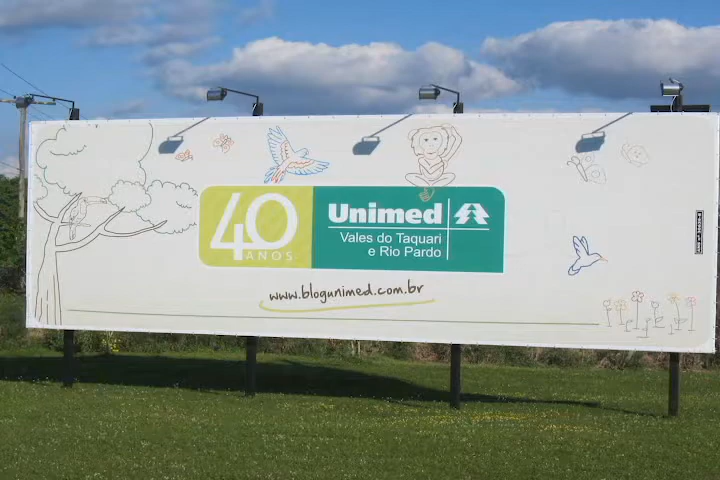 40
ANOS
Unimed
Vales do Taquari
e Rio Pardo
www.blogunimed.com.br